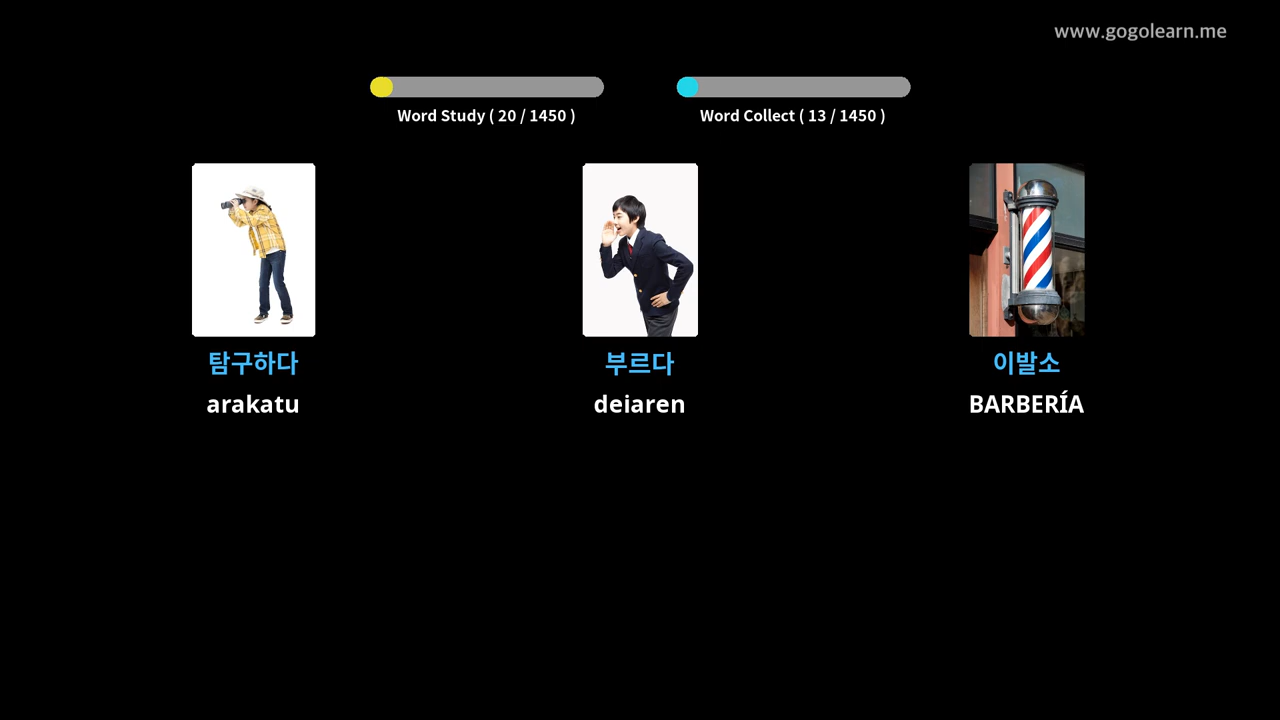 www.gogolearn.me
Word Study ( 20 / 1450 )
Word Collect ( 13 / 1450 )
탐구하다
arakatu
부르다
deiaren
이발소
BARBERÍA